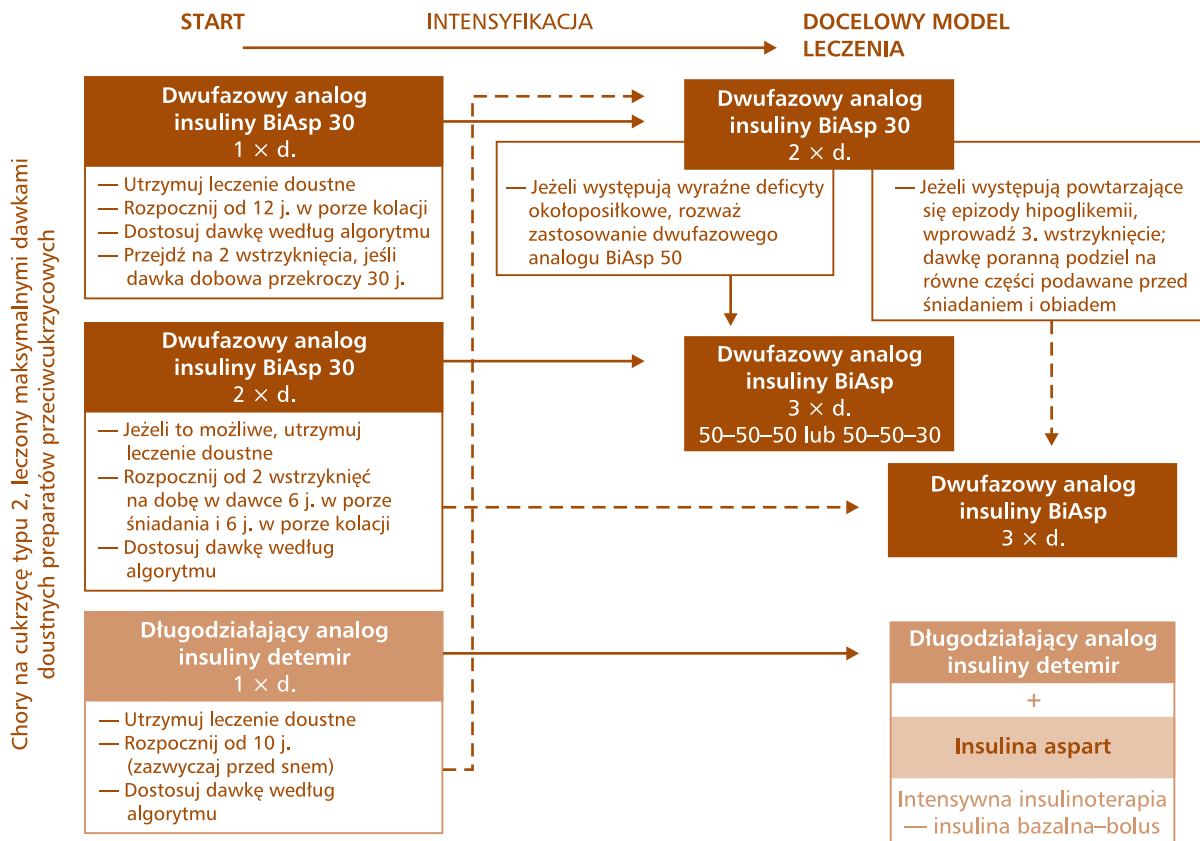 START
INTENSYFIKACJA
DOCELOWY MODEL
LECZENIA
Chory na cukrzycę typu 2, leczony maksymalnymi dawkami
doustnych preparatów przeciwcukrzycowych
Dwufazowy analog
insuliny BiAsp 30
1 × d.
— Utrzymuj leczenie doustne
— Rozpocznij od 12 j. w porze kolacji
— Dostosuj dawkę według algorytmu
— Przejdź na 2 wstrzyknięcia, jeśli
dawka dobowa przekroczy 30 j.
Dwufazowy analog
insuliny BiAsp 30
2 × d.
— Jeżeli występują wyraźne deficyty
okołoposiłkowe, rozważ
zastosowanie dwufazowego
analogu BiAsp 50
— Jeżeli występują powtarzające
się epizody hipoglikemii,
wprowadź 3. wstrzyknięcie;
dawkę poranną podziel na
równe części podawane przed
śniadaniem i obiadem
Dwufazowy analog
insuliny BiAsp 30
2 × d.
— Jeżeli to możliwe, utrzymuj
leczenie doustne
— Rozpocznij od 2 wstrzyknięć
na dobę w dawce 6 j. w porze
śniadania i 6 j. w porze kolacji
— Dostosuj dawkę według
algorytmu
Dwufazowy analog
insuliny BiAsp
3 × d.
50–50–50 lub 50–50–30
Dwufazowy analog
insuliny BiAsp
3 × d.
Długodziałający analog
insuliny detemir
1 × d.
— Utrzymuj leczenie doustne
— Rozpocznij od 10 j.
(zazwyczaj przed snem)
— Dostosuj dawkę według
algorytmu
Długodziałający analog
insuliny detemir
+
Insulina aspart
Intensywna insulinoterapia
— insulina bazalna–bolus